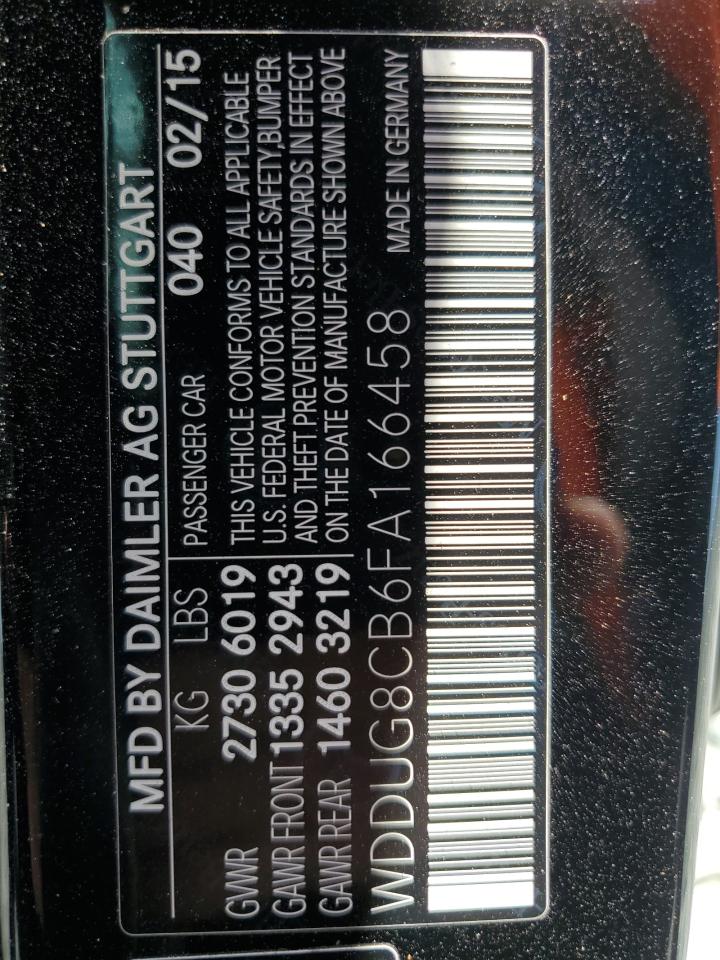 MFD BY DAIMLER AG STUTTGART
KG LBS PASSENGER CAR 040 02/15
GVWR 2730 6019 THIS VEHICLE CONFORMS TO ALL APPLICABLE
GAWR FRONT 1335 2943 U.S. FEDERAL MOTOR VEHICLE SAFETY,BUMPER
GAWR REAR 1460 3219 AND THEFT PREVENTION STANDARDS IN EFFECT
ON THE DATE OF MANUFACTURE SHOWN ABOVE
WDDUG8CB6FA166458 MADE IN GERMANY